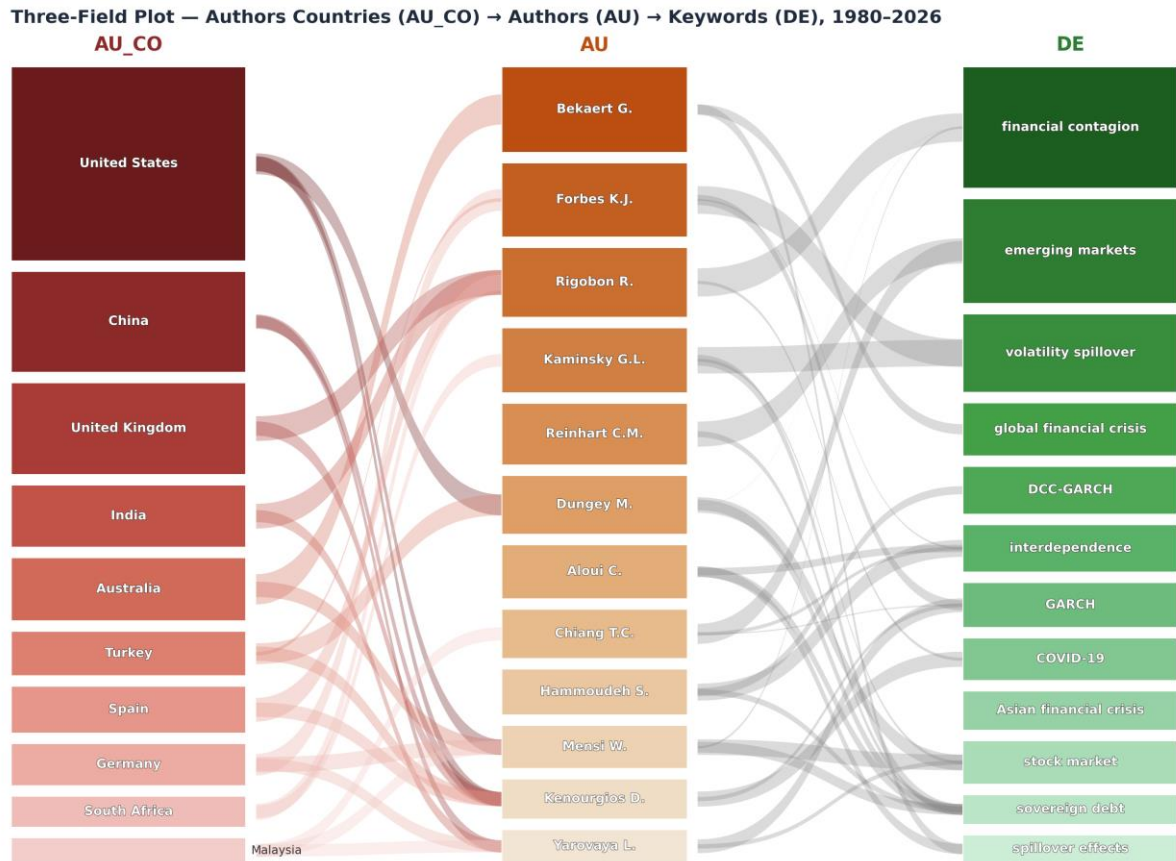 Three-Field Plot — Authors Countries (AU_CO) → Authors (AU) → Keywords (DE), 1980–2026
AU_CO
AU
DE
United States
China
United Kingdom
India
Australia
Turkey
Spain
Germany
South Africa
Malaysia
Bekaert G.
Forbes K.J.
Rigobon R.
Kaminsky G.L.
Reinhart C.M.
Dungey M.
Aloui C.
Chiang T.C.
Hammoudeh S.
Mensi W.
Kenourgios D.
Yarovaya L.
financial contagion
emerging markets
volatility spillover
global financial crisis
DCC-GARCH
interdependence
GARCH
COVID-19
Asian financial crisis
stock market
sovereign debt
spillover effects